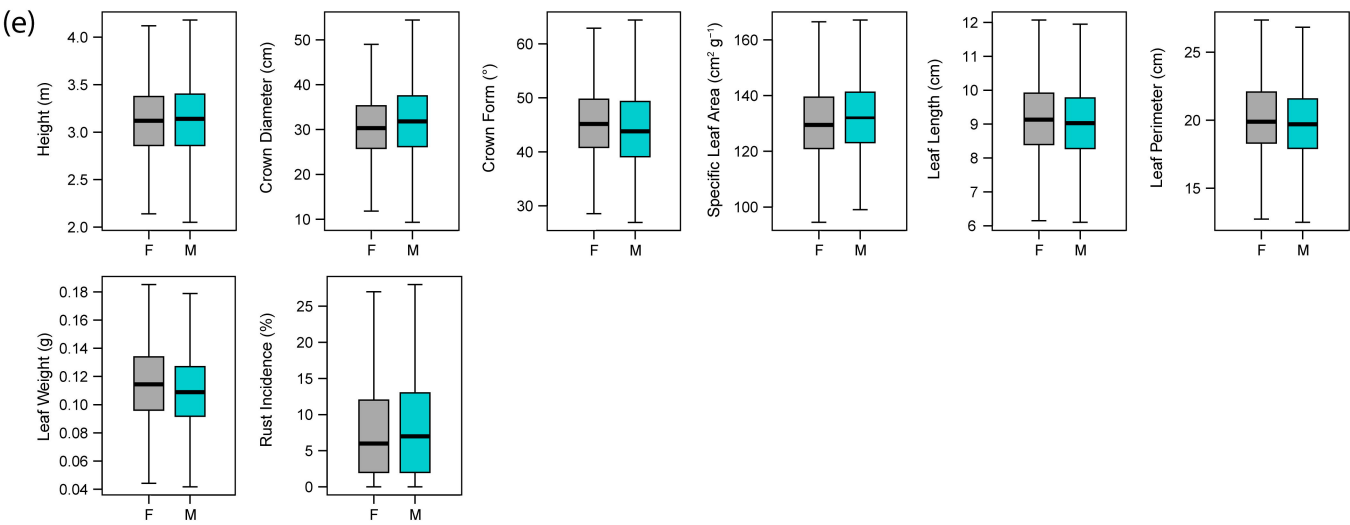 (e)
Height (m)
4.0
3.5
3.0
2.5
2.0
F M
Crown Diameter (cm)
50
40
30
20
10
F M
Crown Form (°)
60
50
40
30
F M
Specific Leaf Area (cm² g⁻¹)
160
140
120
100
F M
Leaf Length (cm)
12
11
10
9
8
7
6
F M
Leaf Perimeter (cm)
25
20
15
F M
Leaf Weight (g)
0.18
0.16
0.14
0.12
0.10
0.08
0.06
0.04
F M
Rust Incidence (%)
25
20
15
10
5
0
F M